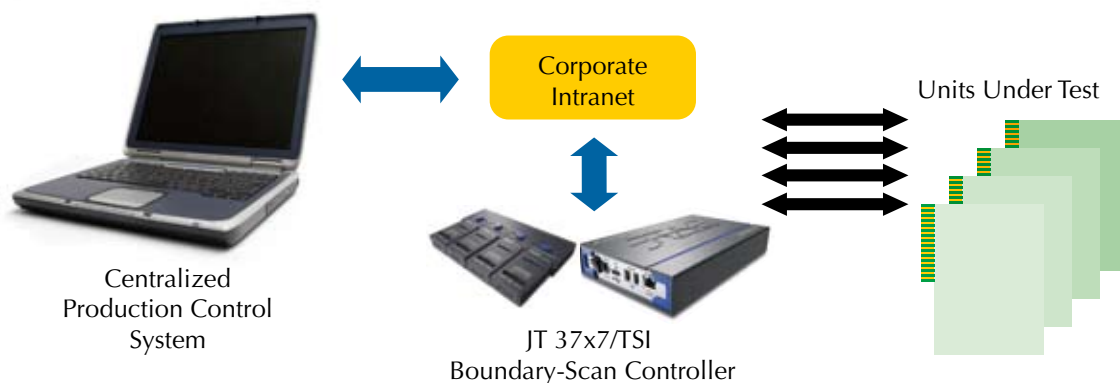 Corporate
Intranet
Units Under Test
Centralized
Production Control
System
JT 37x7/TSI
Boundary-Scan Controller